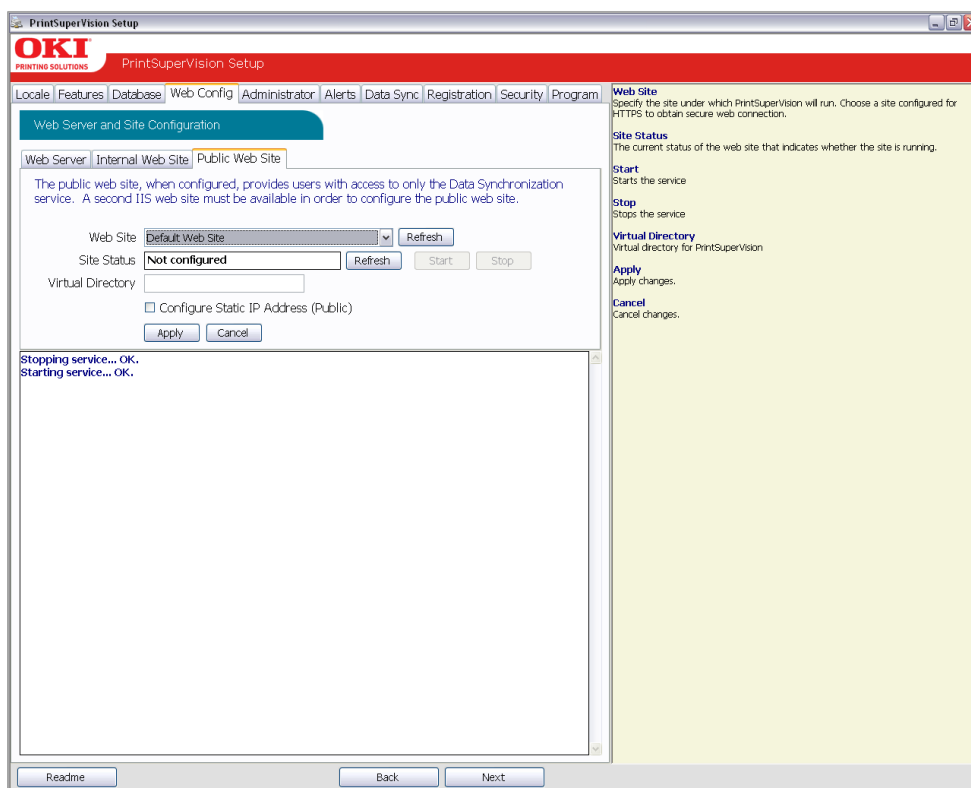 PrintSuperVision Setup
OKI
PRINTING SOLUTIONS
PrintSuperVision Setup
Locale Features Database Web Config Administrator Alerts Data Sync Registration Security Program
Web Server and Site Configuration
Web Server Internal Web Site Public Web Site
The public web site, when configured, provides users with access to only the Data Synchronization
service. A second IIS web site must be available in order to configure the public web site.
Web Site Default Web Site Refresh
Site Status Not configured Refresh Start Stop
Virtual Directory
Configure Static IP Address (Public)
Apply Cancel
Stopping service... OK.
Starting service... OK.
Web Site
Specify the site under which PrintSuperVision will run. Choose a site configured for
HTTPS to obtain secure web connection.
Site Status
The current status of the web site that indicates whether the site is running.
Start
Starts the service
Stop
Stops the service
Virtual Directory
Virtual directory for PrintSuperVision
Apply
Apply changes.
Cancel
Cancel changes.
Readme Back Next